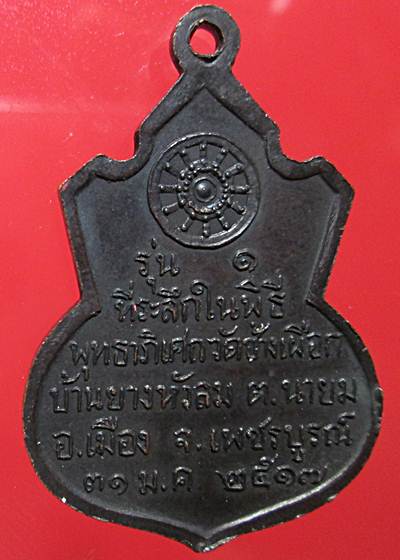 รุ่น ๑
ที่ระลึกในพิธี
พุทธาภิเศกวัดช้างเผือก
บ้านยางหัวลม ต.นายม
อ.เมือง จ.เพชรบูรณ์
๓๑ ม.ค ๒๕๑๗